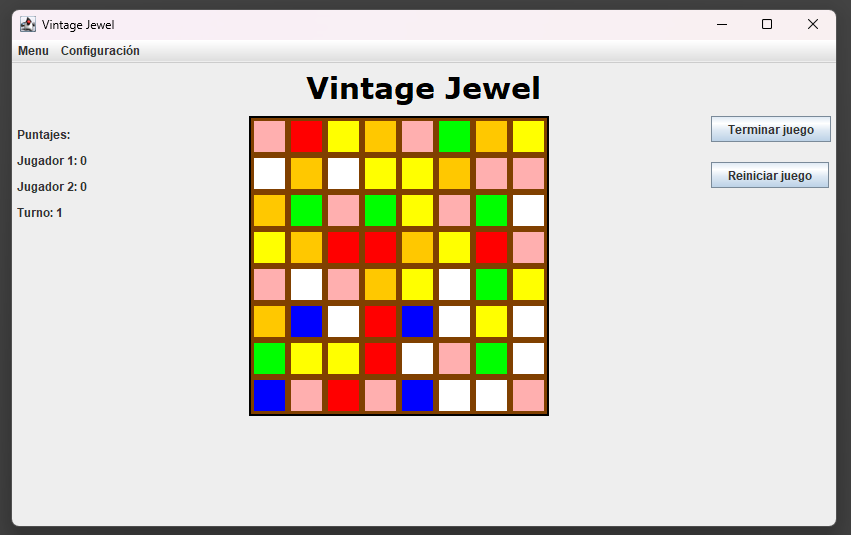 Vintage Jewel
Menu Configuración
Vintage Jewel
Puntajes:
Jugador 1: 0
Jugador 2: 0
Turno: 1
Terminar juego
Reiniciar juego